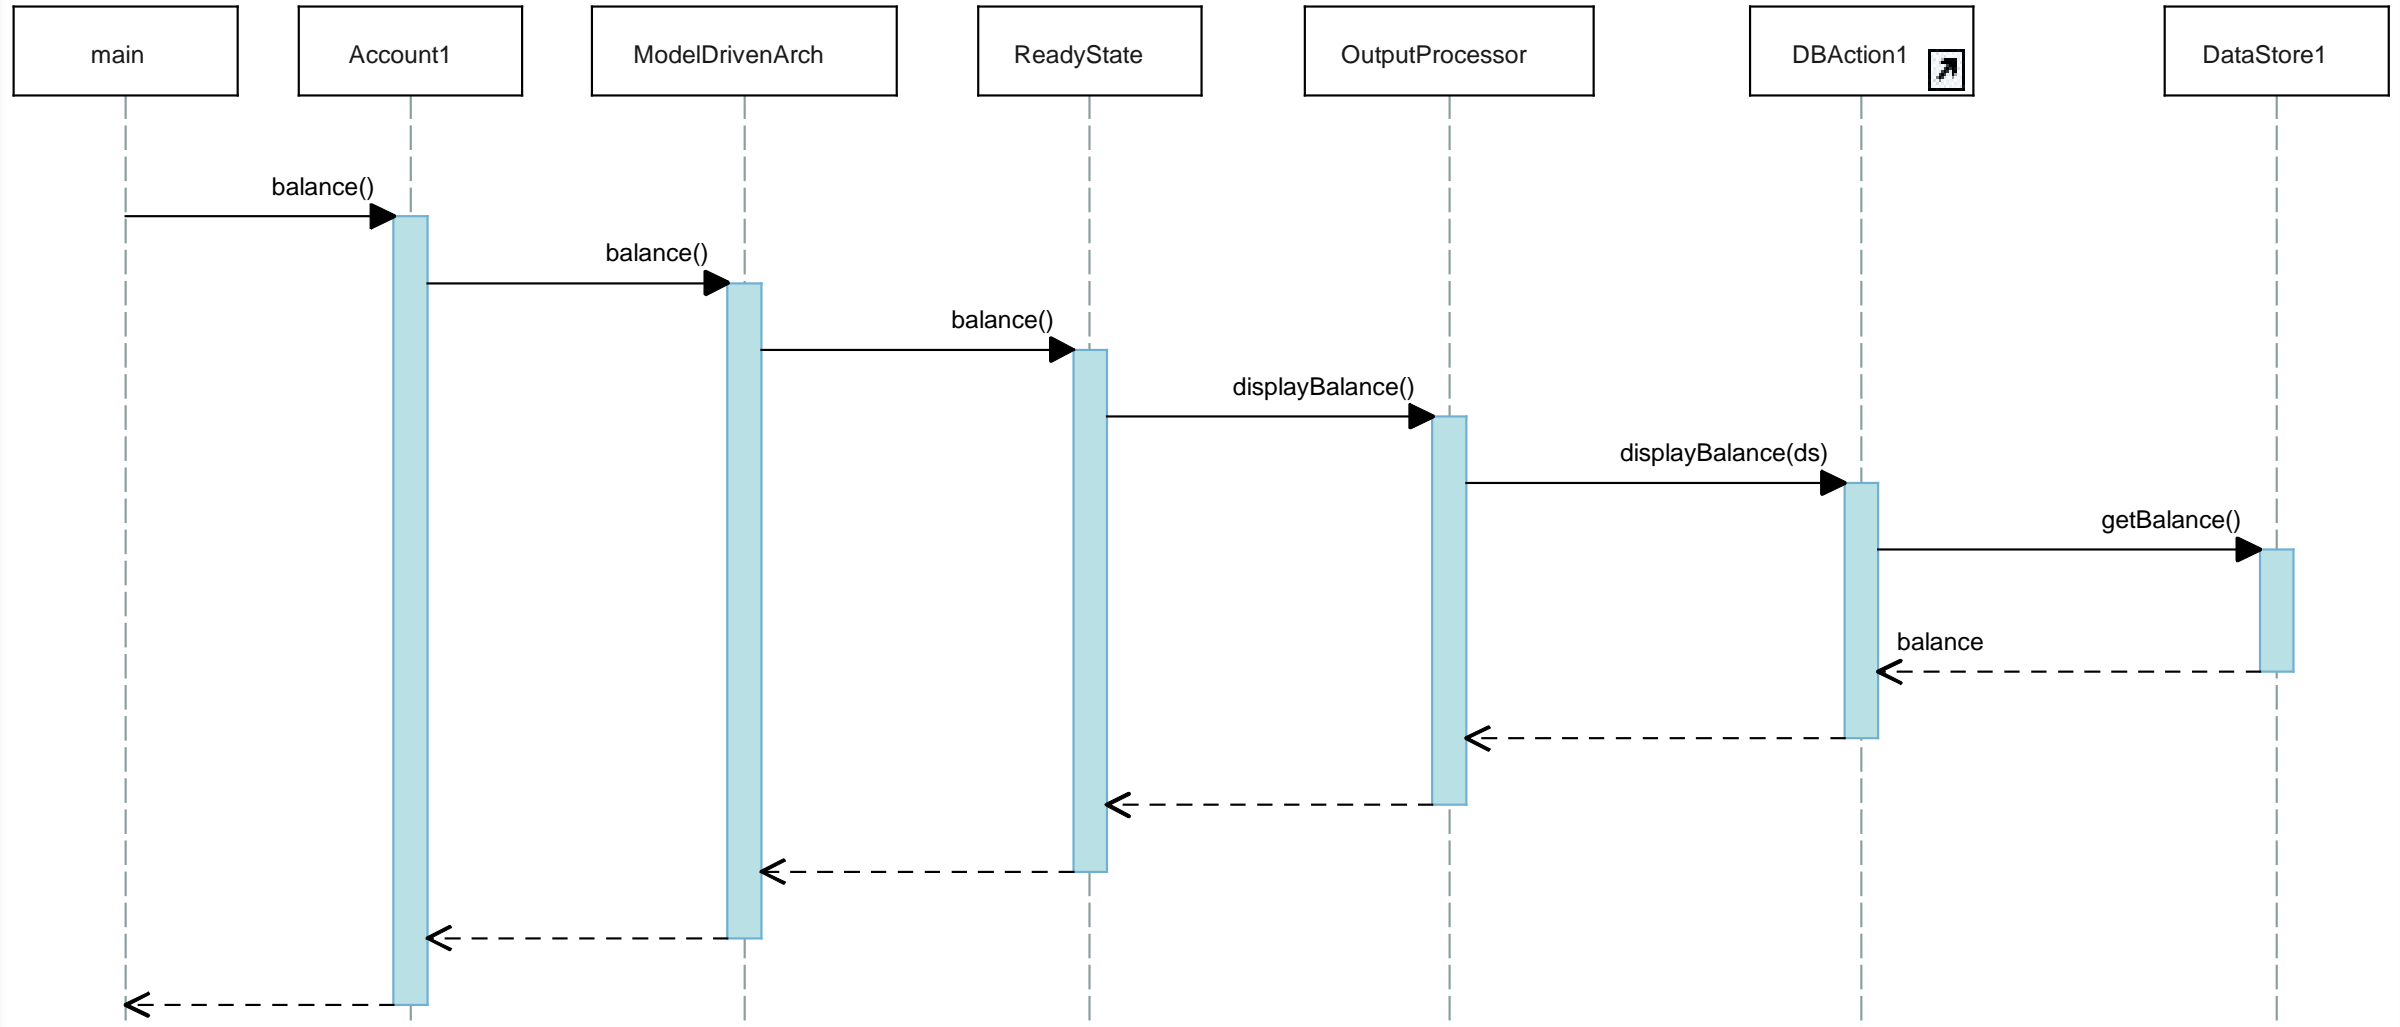 main
Account1
ModelDrivenArch
ReadyState
OutputProcessor
DBAction1
DataStore1
balance()
balance()
balance()
displayBalance()
displayBalance(ds)
getBalance()
balance